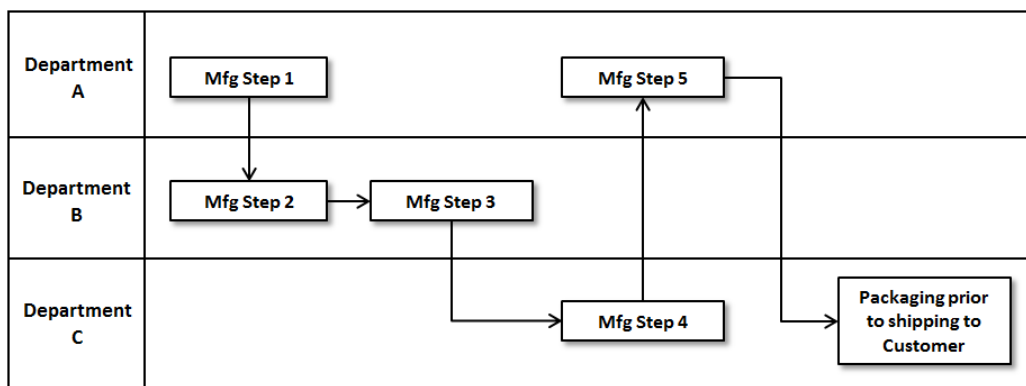 Department
A
Mfg Step 1
Mfg Step 5
Department
B
Mfg Step 2
Mfg Step 3
Department
C
Mfg Step 4
Packaging prior
to shipping to
Customer